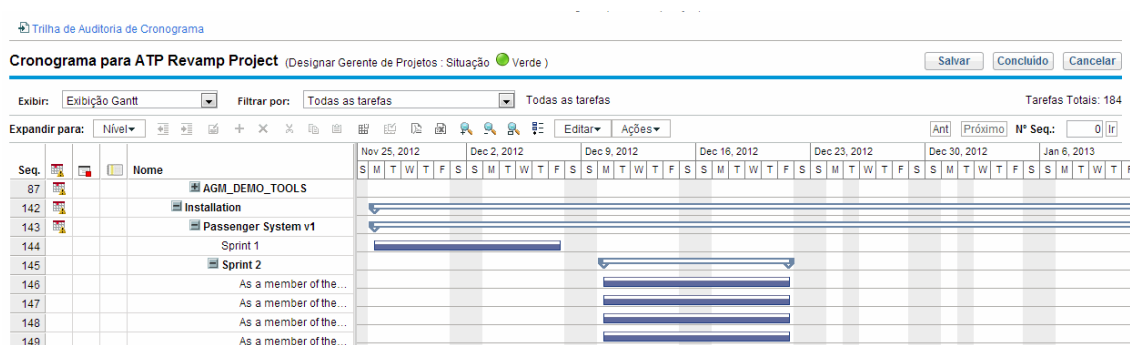 Trilha de Auditoria de Cronograma
Cronograma para ATP Revamp Project (Designar Gerente de Projetos : Situação Verde ) Salvar Concluído Cancelar
Exibir: Exibição Gantt Filtrar por: Todas as tarefas Todas as tarefas Tarefas Totais: 184
Expandir para: Nível Editar Ações Ant Próximo Nº Seq.: 0 Ir
Nov 25, 2012 Dec 2, 2012 Dec 9, 2012 Dec 16, 2012 Dec 23, 2012 Dec 30, 2012 Jan 6, 2013
Seq. Nome S M T W T F S S M T W T F S S M T W T F S S M T W T F S S M T W T F S S M T W T F S S M T W T F
87 AGM_DEMO_TOOLS
142 Installation
143 Passenger System v1
144 Sprint 1
145 Sprint 2
146 As a member of the...
147 As a member of the...
148 As a member of the...
149 As a member of the...